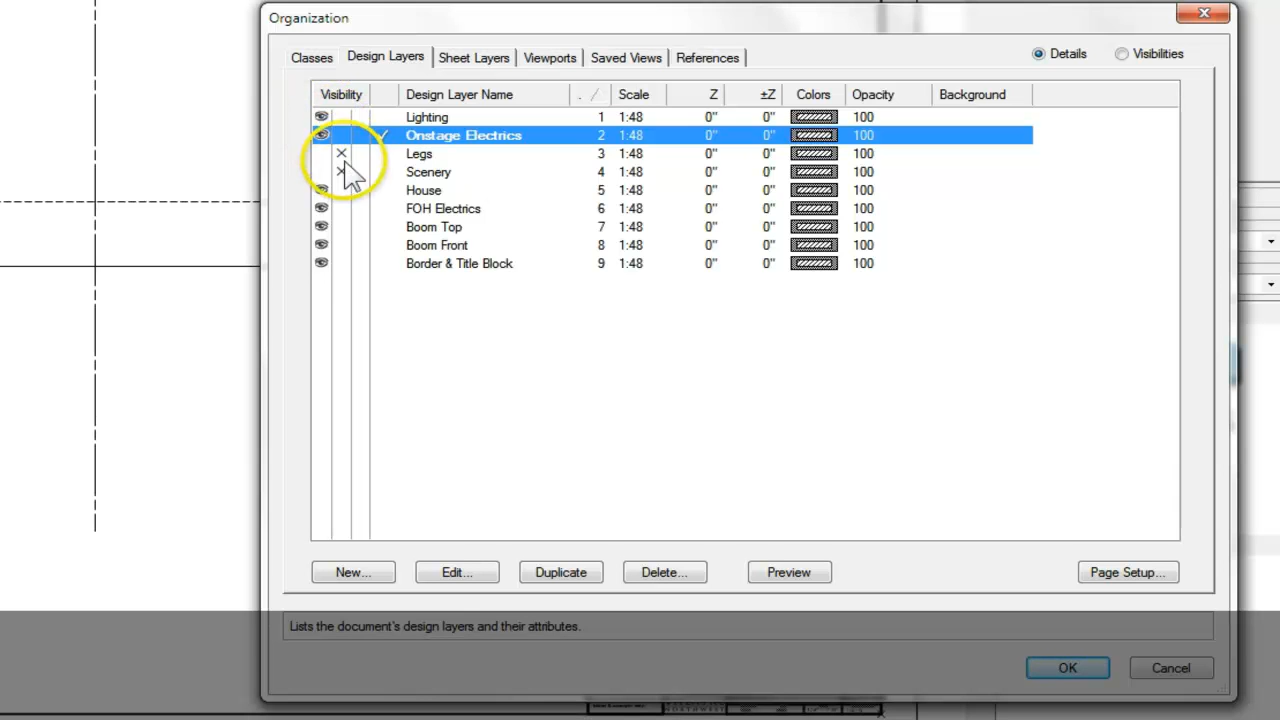 Organization
Classes Design Layers Sheet Layers Viewports Saved Views References Details Visibilities
Visibility Design Layer Name . / Scale Z ±Z Colors Opacity Background
Lighting 1 1:48 0" 0" 100
Onstage Electrics 2 1:48 0" 0" 100
Legs 3 1:48 0" 0" 100
Scenery 4 1:48 0" 0" 100
House 5 1:48 0" 0" 100
FOH Electrics 6 1:48 0" 0" 100
Boom Top 7 1:48 0" 0" 100
Boom Front 8 1:48 0" 0" 100
Border & Title Block 9 1:48 0" 0" 100
New... Edit... Duplicate Delete... Preview Page Setup...
Lists the document's design layers and their attributes.
OK Cancel